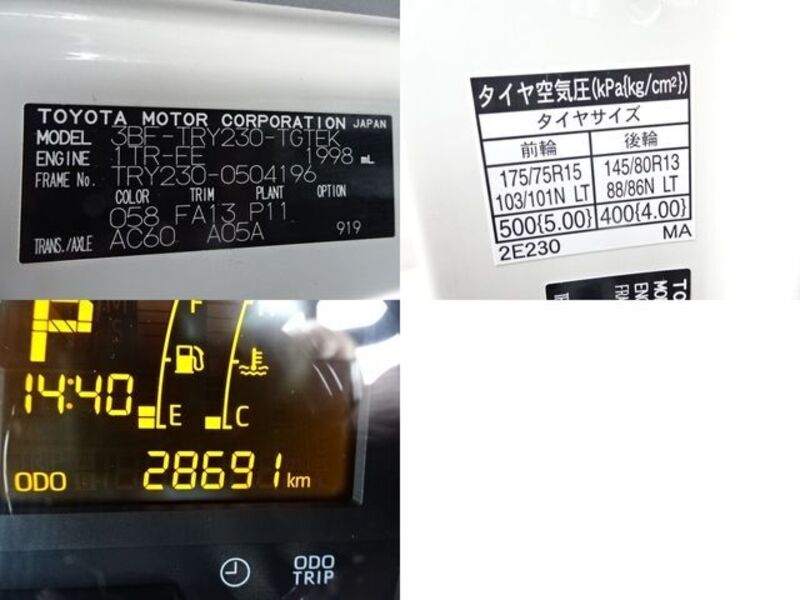 TOYOTA MOTOR CORPORATION JAPAN
MODEL 3BF-TRY230-TGTEK
ENGINE 1TR-FE 1998 mL
FRAME No. TRY230-0504196
COLOR TRIM PLANT OPTION
058 FA13 P11
TRANS./AXLE AC60 A05A 919
タイヤ空気圧(kPa{kg/cm²})
タイヤサイズ
前輪 後輪
175/75R15 145/80R13
103/101N LT 88/86N LT
500{5.00} 400{4.00}
2E230 MA
P
F
14:40 E C
ODO 28691 km
ODO
TRIP